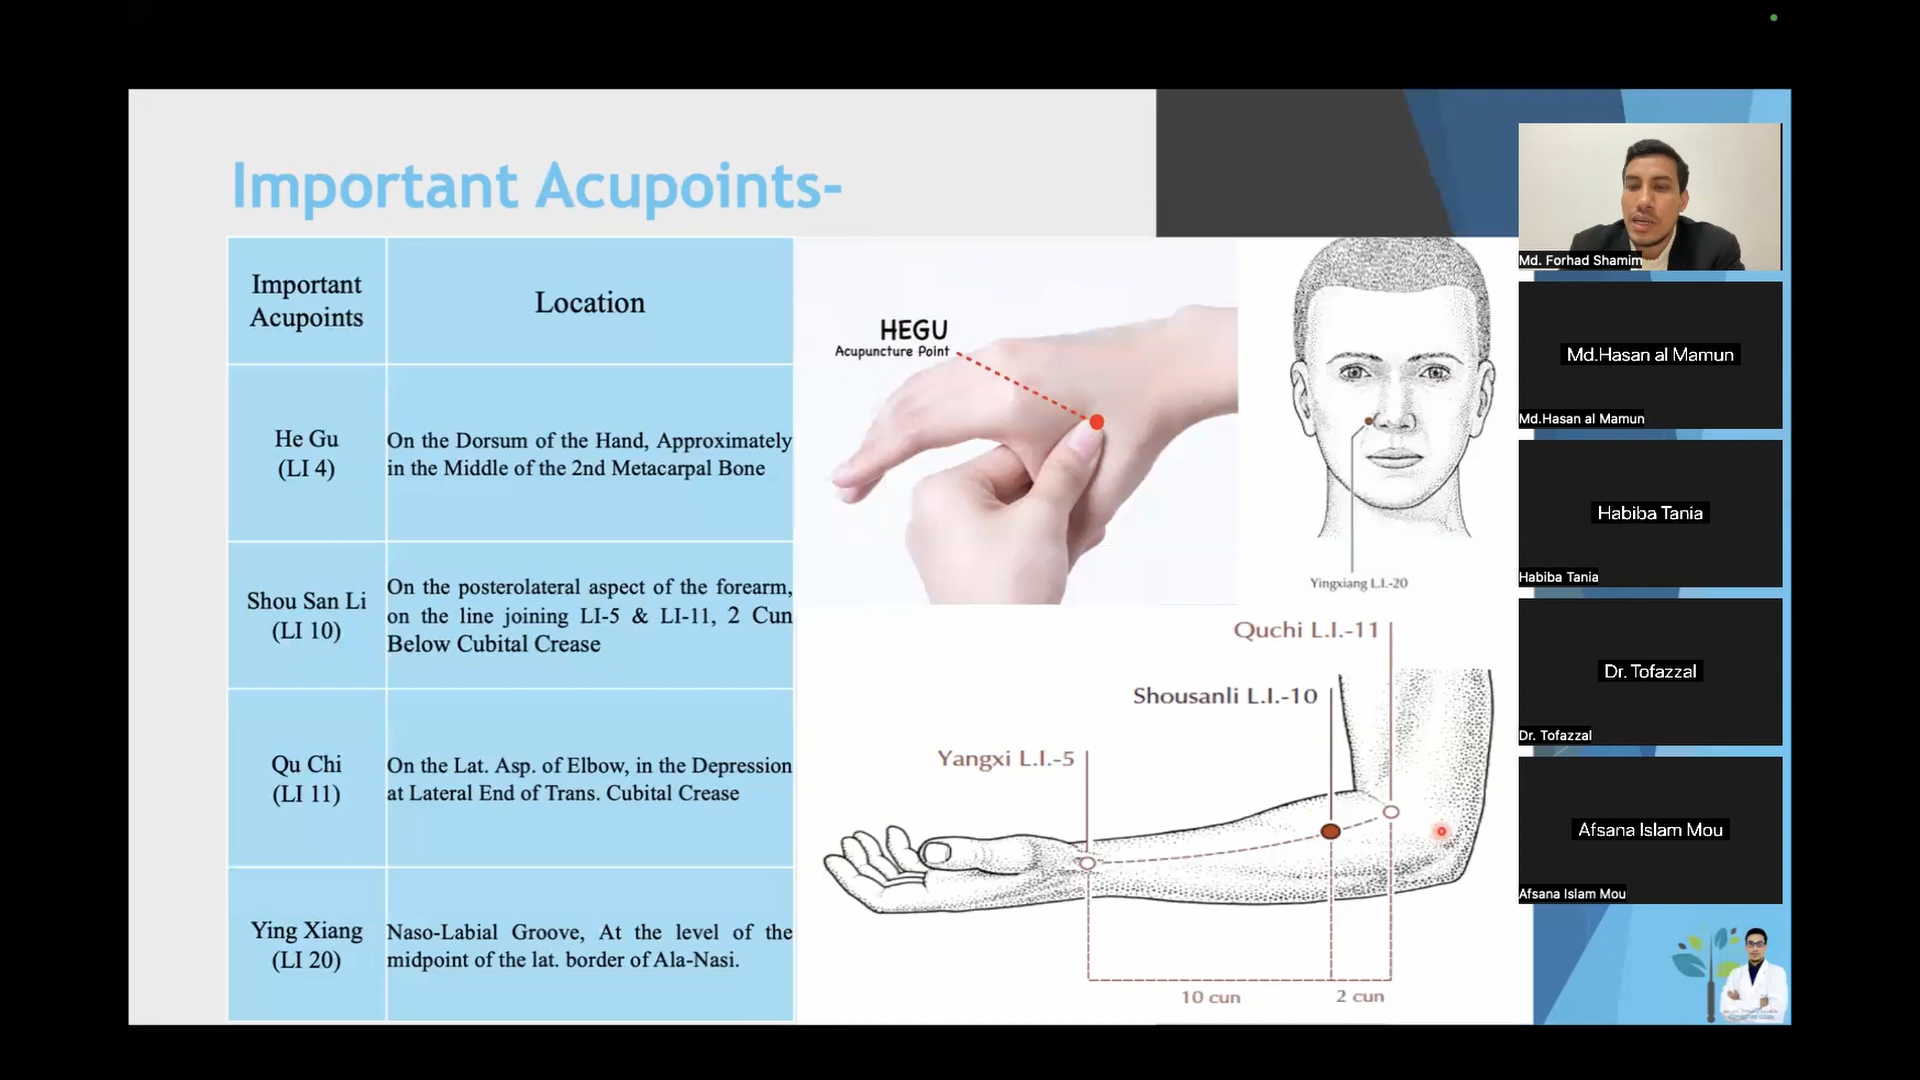 Important Acupoints-
Important
Acupoints
Location
He Gu
(LI 4)
On the Dorsum of the Hand, Approximately
in the Middle of the 2nd Metacarpal Bone
Shou San Li
(LI 10)
On the posterolateral aspect of the forearm,
on the line joining LI-5 & LI-11, 2 Cun
Below Cubital Crease
Qu Chi
(LI 11)
On the Lat. Asp. of Elbow, in the Depression
at Lateral End of Trans. Cubital Crease
Ying Xiang
(LI 20)
Naso-Labial Groove, At the level of the
midpoint of the lat. border of Ala-Nasi.
HEGU
Acupuncture Point
Yingxiang L.I.-20
Quchi L.I.-11
Shousanli L.I.-10
Yangxi L.I.-5
10 cun
2 cun
Md. Forhad Shamim
Md.Hasan al Mamun
Md.Hasan al Mamun
Habiba Tania
Habiba Tania
Dr. Tofazzal
Dr. Tofazzal
Afsana Islam Mou
Afsana Islam Mou